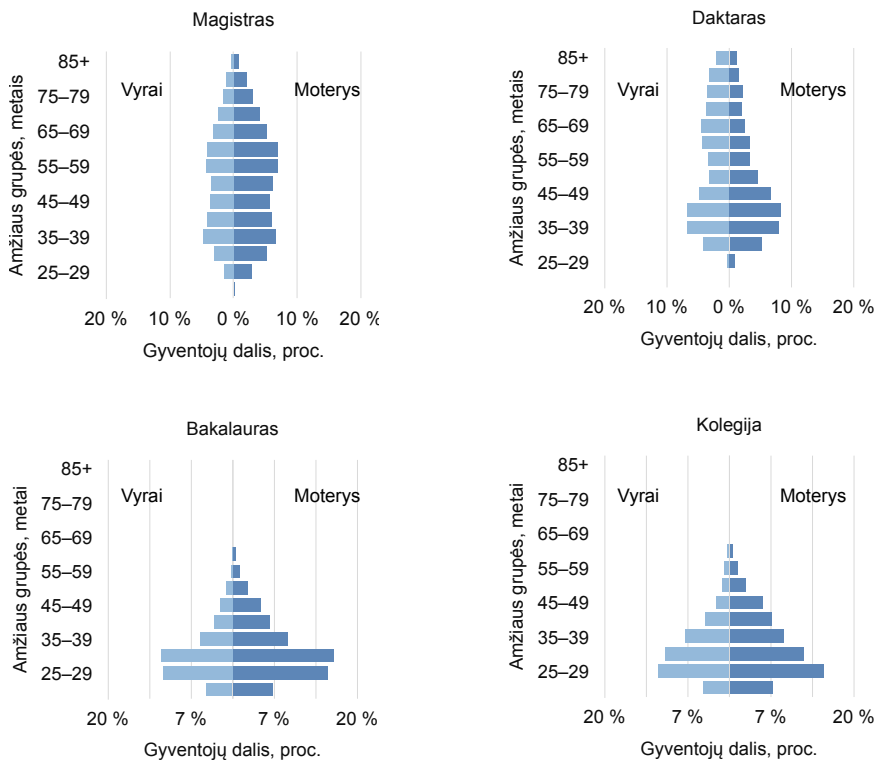 Magistras
85+
Vyrai
Moterys
75–79
65–69
55–59
45–49
35–39
25–29
Amžiaus grupės, metais
20 % 10 % 0 % 10 % 20 %
Gyventojų dalis, proc.
Daktaras
85+
Vyrai
Moterys
75–79
65–69
55–59
45–49
35–39
25–29
Amžiaus grupės, metais
20 % 10 % 0 % 10 % 20 %
Gyventojų dalis, proc.
Bakalauras
85+
Vyrai
Moterys
75–79
65–69
55–59
45–49
35–39
25–29
Amžiaus grupės, metai
20 % 7 % 7 % 20 %
Gyventojų dalis, proc.
Kolegija
85+
Vyrai
Moterys
75–79
65–69
55–59
45–49
35–39
25–29
Amžiaus grupės, metai
20 % 7 % 7 % 20 %
Gyventojų dalis, proc.